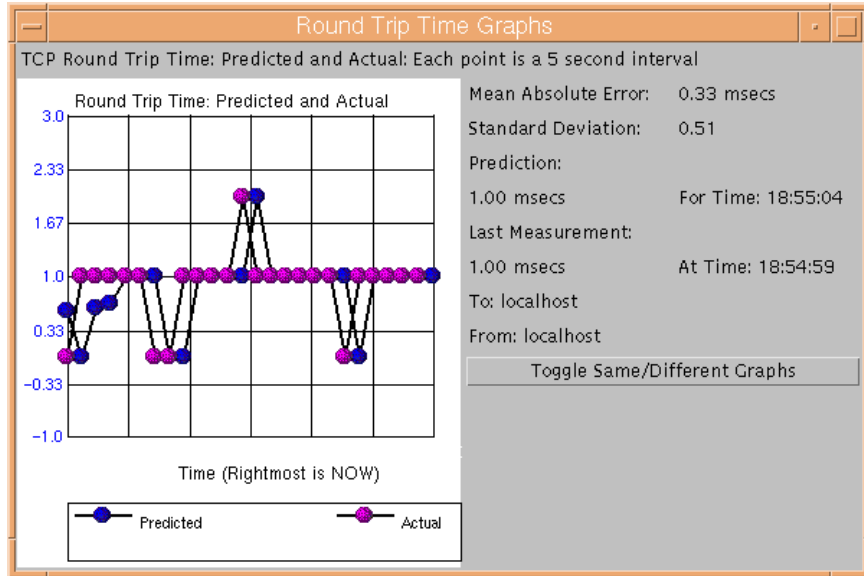 Round Trip Time Graphs
TCP Round Trip Time: Predicted and Actual: Each point is a 5 second interval
Round Trip Time: Predicted and Actual
3.0
2.33
1.67
1.0
0.33
-0.33
-1.0
Time (Rightmost is NOW)
Predicted Actual
Mean Absolute Error: 0.33 msecs
Standard Deviation: 0.51
Prediction:
1.00 msecs For Time: 18:55:04
Last Measurement:
1.00 msecs At Time: 18:54:59
To: localhost
From: localhost
Toggle Same/Different Graphs